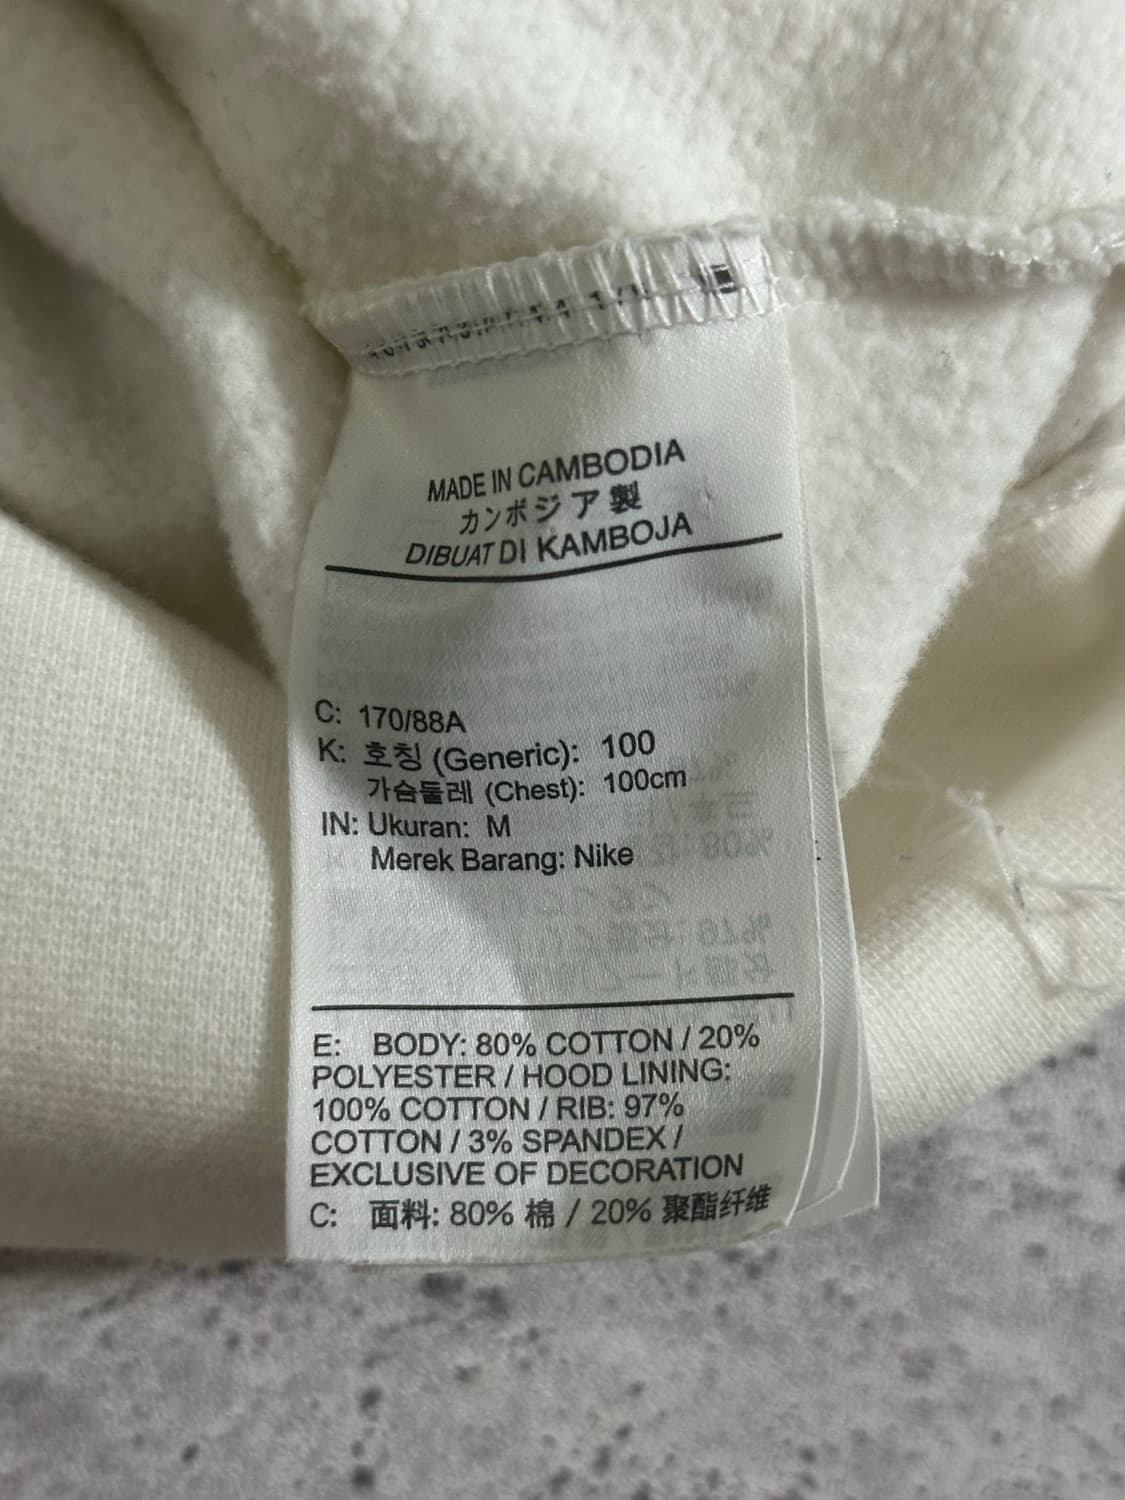 MADE IN CAMBODIA
カンボジア製
DIBUAT DI KAMBOJA
C: 170/88A
K: 호칭 (Generic): 100
가슴둘레 (Chest): 100cm
IN: Ukuran: M
Merek Barang: Nike
E: BODY: 80% COTTON / 20%
POLYESTER / HOOD LINING:
100% COTTON / RIB: 97%
COTTON / 3% SPANDEX /
EXCLUSIVE OF DECORATION
C: 面料: 80% 棉 / 20% 聚酯纤维